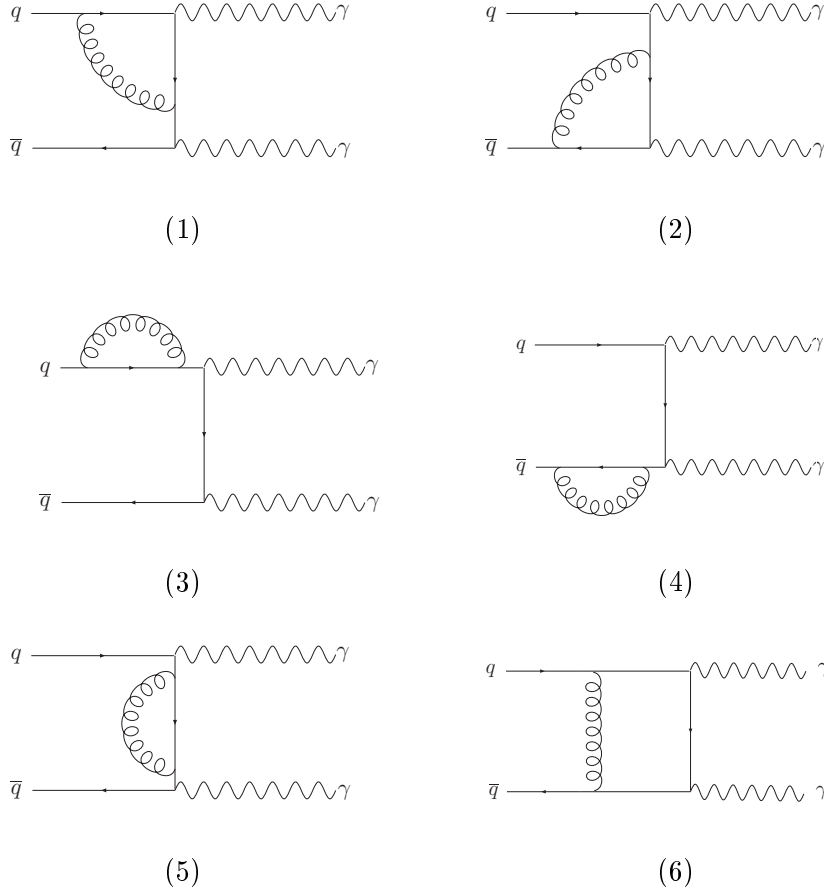 q γ q γ
q̅ γ q̅ γ
(1) (2)
q γ q γ
q̅ γ q̅ γ
(3) (4)
q γ q γ
q̅ γ q̅ γ
(5) (6)